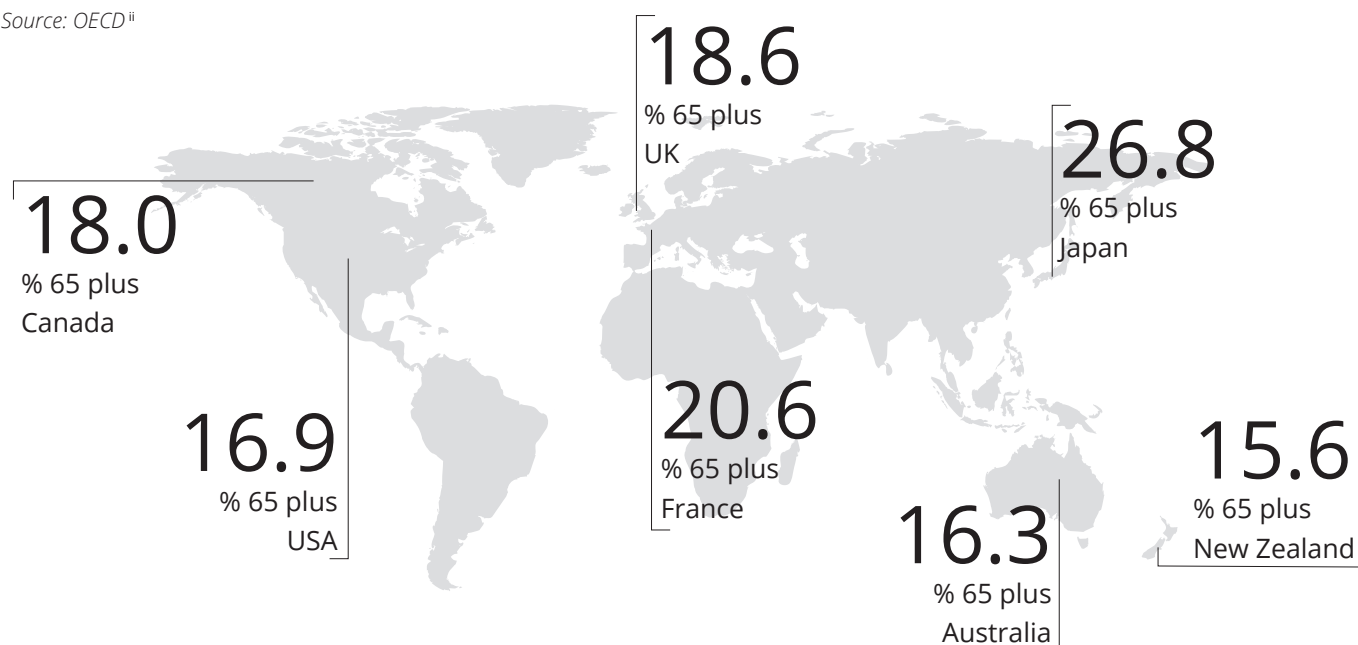 Source: OECD ii
18.6
% 65 plus
UK
26.8
% 65 plus
Japan
18.0
% 65 plus
Canada
16.9
% 65 plus
USA
20.6
% 65 plus
France
16.3
% 65 plus
Australia
15.6
% 65 plus
New Zealand